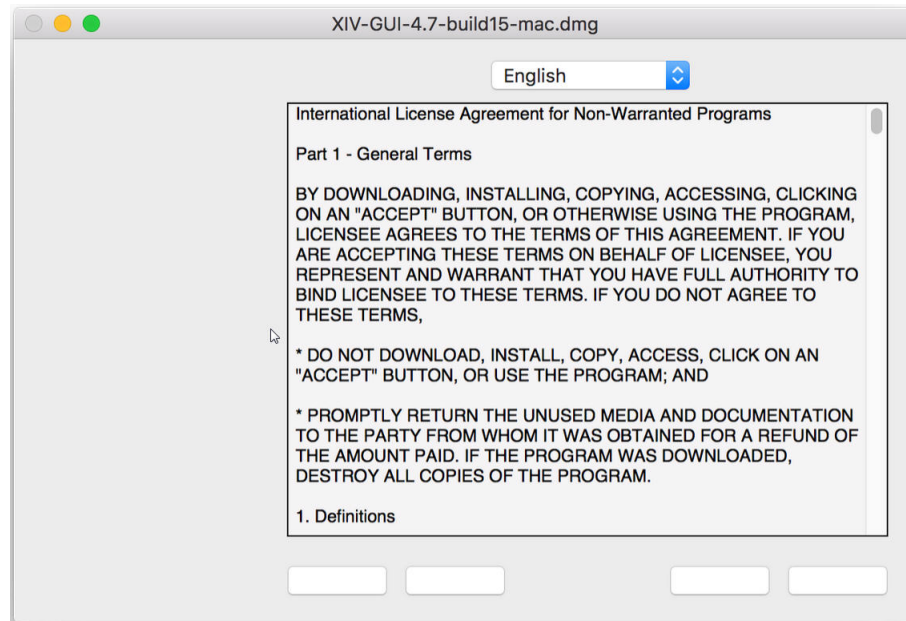 XIV-GUI-4.7-build15-mac.dmg
English
International License Agreement for Non-Warranted Programs
Part 1 - General Terms
BY DOWNLOADING, INSTALLING, COPYING, ACCESSING, CLICKING
ON AN "ACCEPT" BUTTON, OR OTHERWISE USING THE PROGRAM,
LICENSEE AGREES TO THE TERMS OF THIS AGREEMENT. IF YOU
ARE ACCEPTING THESE TERMS ON BEHALF OF LICENSEE, YOU
REPRESENT AND WARRANT THAT YOU HAVE FULL AUTHORITY TO
BIND LICENSEE TO THESE TERMS. IF YOU DO NOT AGREE TO
THESE TERMS,
* DO NOT DOWNLOAD, INSTALL, COPY, ACCESS, CLICK ON AN
"ACCEPT" BUTTON, OR USE THE PROGRAM; AND
* PROMPTLY RETURN THE UNUSED MEDIA AND DOCUMENTATION
TO THE PARTY FROM WHOM IT WAS OBTAINED FOR A REFUND OF
THE AMOUNT PAID. IF THE PROGRAM WAS DOWNLOADED,
DESTROY ALL COPIES OF THE PROGRAM.
1. Definitions